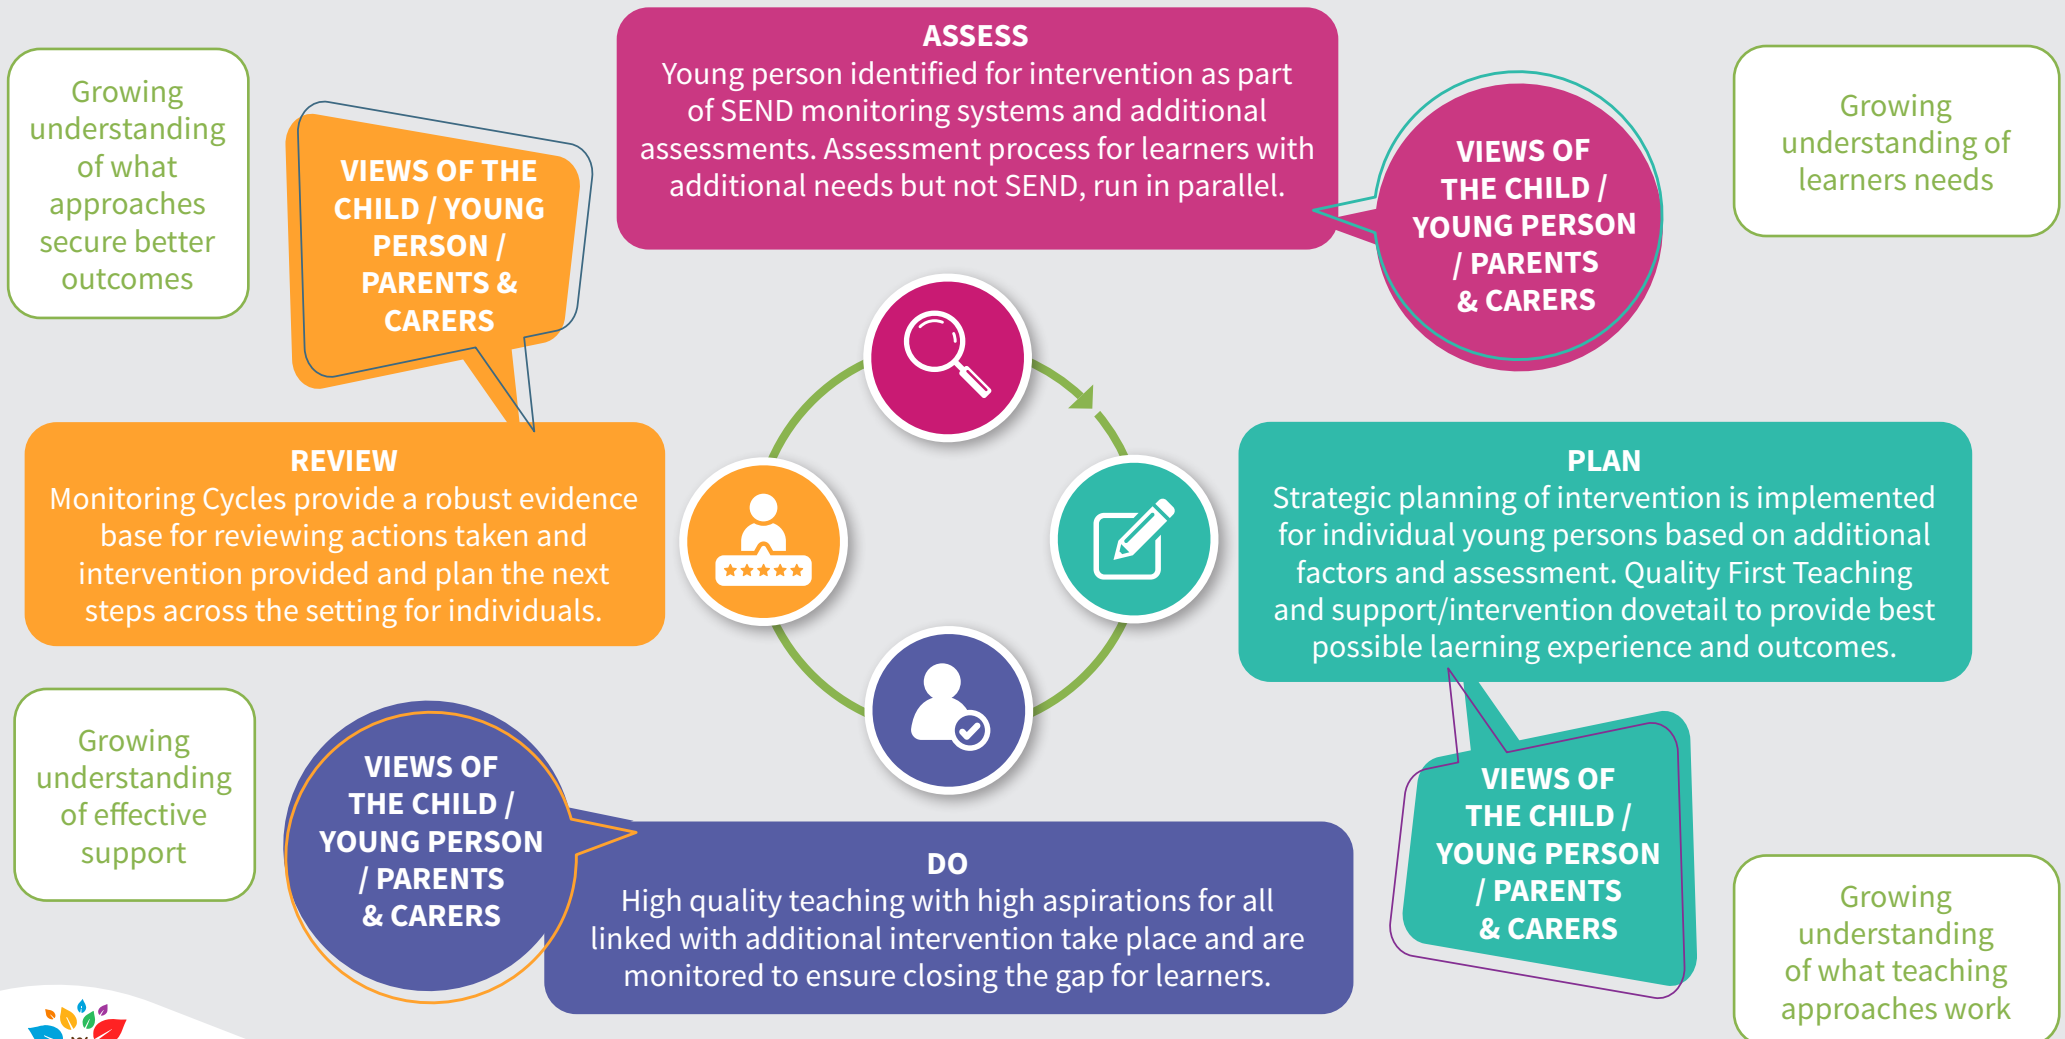 ASSESS
Young person identified for intervention as part
of SEND monitoring systems and additional
assessments. Assessment process for learners with
additional needs but not SEND, run in parallel.
Growing
understanding
of what
approaches
secure better
outcomes
VIEWS OF THE
CHILD / YOUNG
PERSON /
PARENTS &
CARERS
VIEWS OF
THE CHILD /
YOUNG PERSON
/ PARENTS
& CARERS
Growing
understanding of
learners needs
REVIEW
Monitoring Cycles provide a robust evidence
base for reviewing actions taken and
intervention provided and plan the next
steps across the setting for individuals.
PLAN
Strategic planning of intervention is implemented
for individual young persons based on additional
factors and assessment. Quality First Teaching
and support/intervention dovetail to provide best
possible laerning experience and outcomes.
Growing
understanding
of effective
support
VIEWS OF
THE CHILD /
YOUNG PERSON
/ PARENTS
& CARERS
DO
High quality teaching with high aspirations for all
linked with additional intervention take place and are
monitored to ensure closing the gap for learners.
VIEWS OF
THE CHILD /
YOUNG PERSON
/ PARENTS
& CARERS
Growing
understanding
of what teaching
approaches work